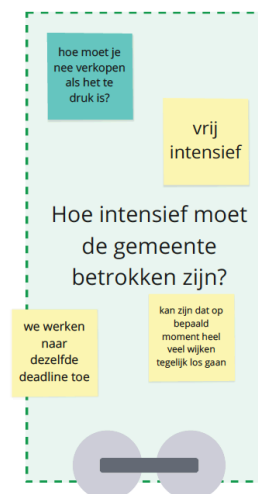 hoe moet je
nee verkopen
als het te
druk is?
vrij
intensief
Hoe intensief moet
de gemeente
betrokken zijn?
we werken
naar
dezelfde
deadline toe
kan zijn dat op
bepaald
moment heel
veel wijken
tegelijk los gaan